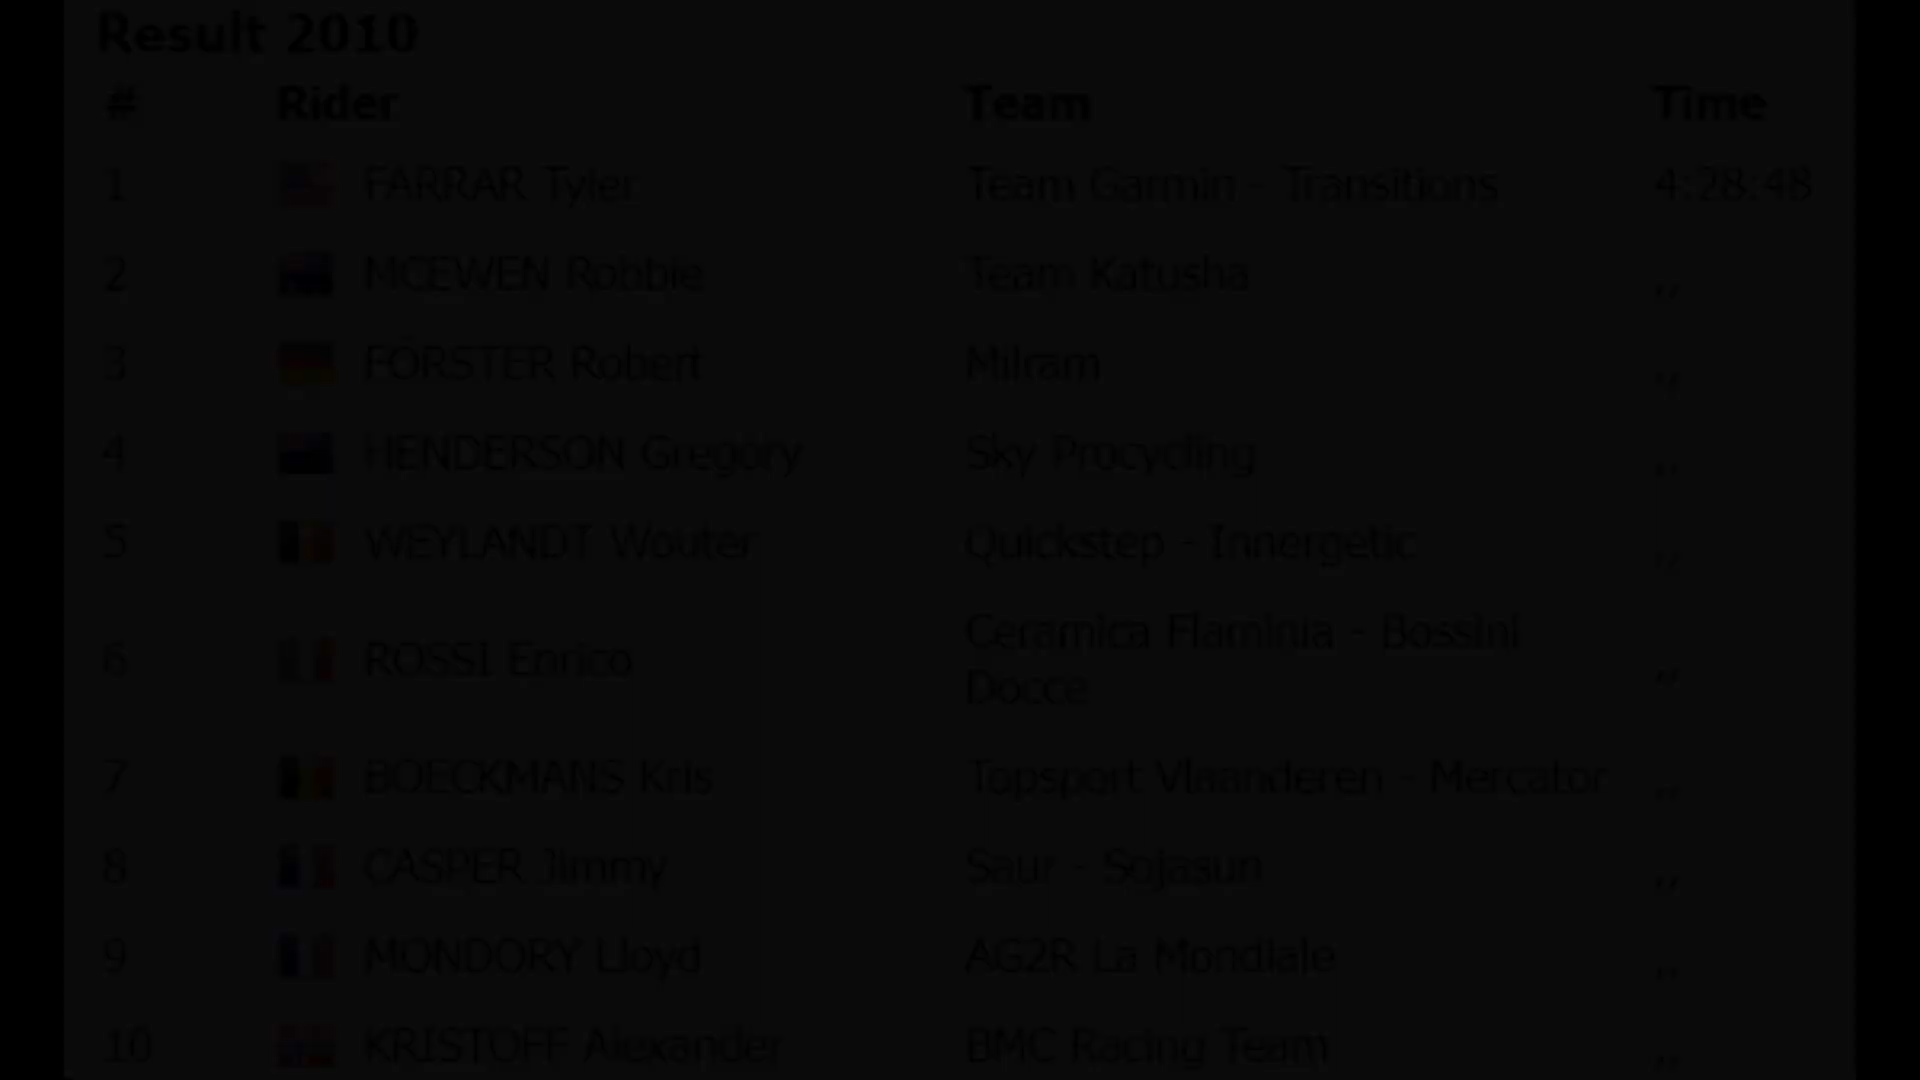 Result 2010
# Rider Team Time
1 FARRAR Tyler Team Garmin - Transitions 4:28:48
2 MCEWEN Robbie Team Katusha ,,
3 FÖRSTER Robert Milram ,,
4 HENDERSON Gregory Sky Procycling ,,
5 WEYLANDT Wouter Quickstep - Innergetic ,,
6 ROSSI Enrico Ceramica Flaminia - Bossini
Docce ,,
7 BOECKMANS Kris Topsport Vlaanderen - Mercator ,,
8 CASPER Jimmy Saur - Sojasun ,,
9 MONDORY Lloyd AG2R La Mondiale ,,
10 KRISTOFF Alexander BMC Racing Team ,,